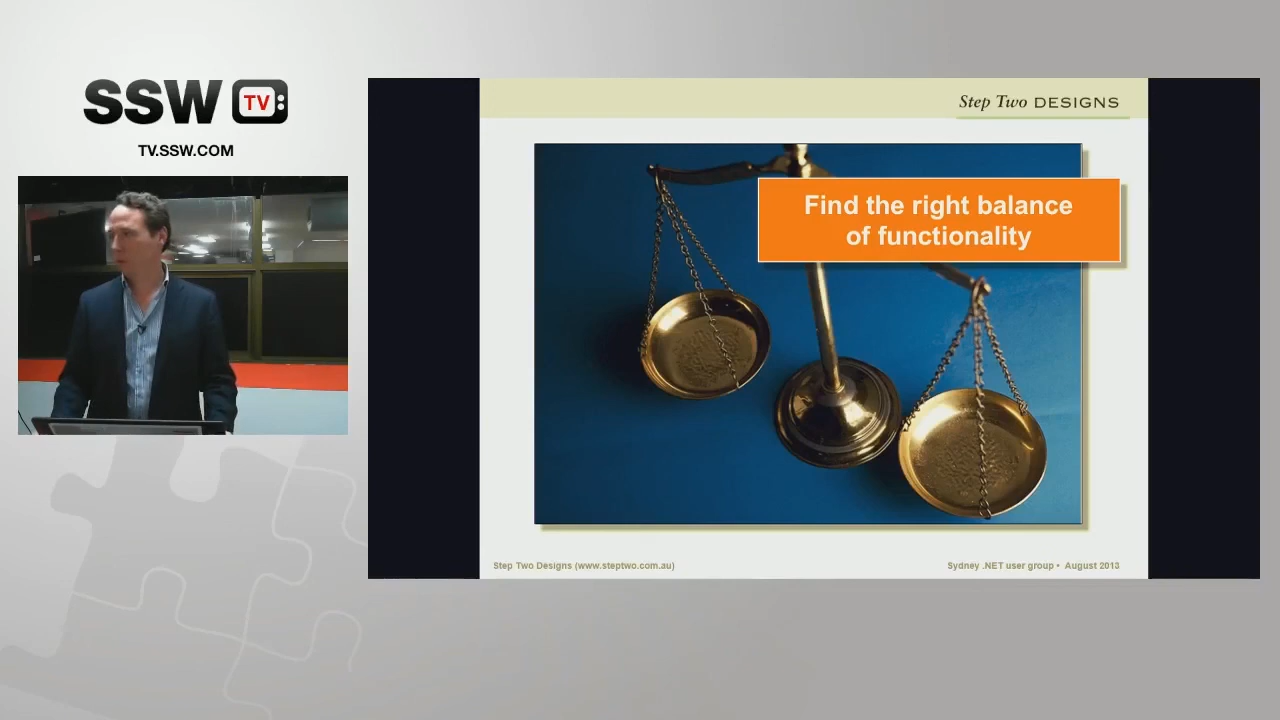 SSW TV
TV.SSW.COM
Step Two DESIGNS
Find the right balance
of functionality
Step Two Designs (www.steptwo.com.au)
Sydney .NET user group • August 2013